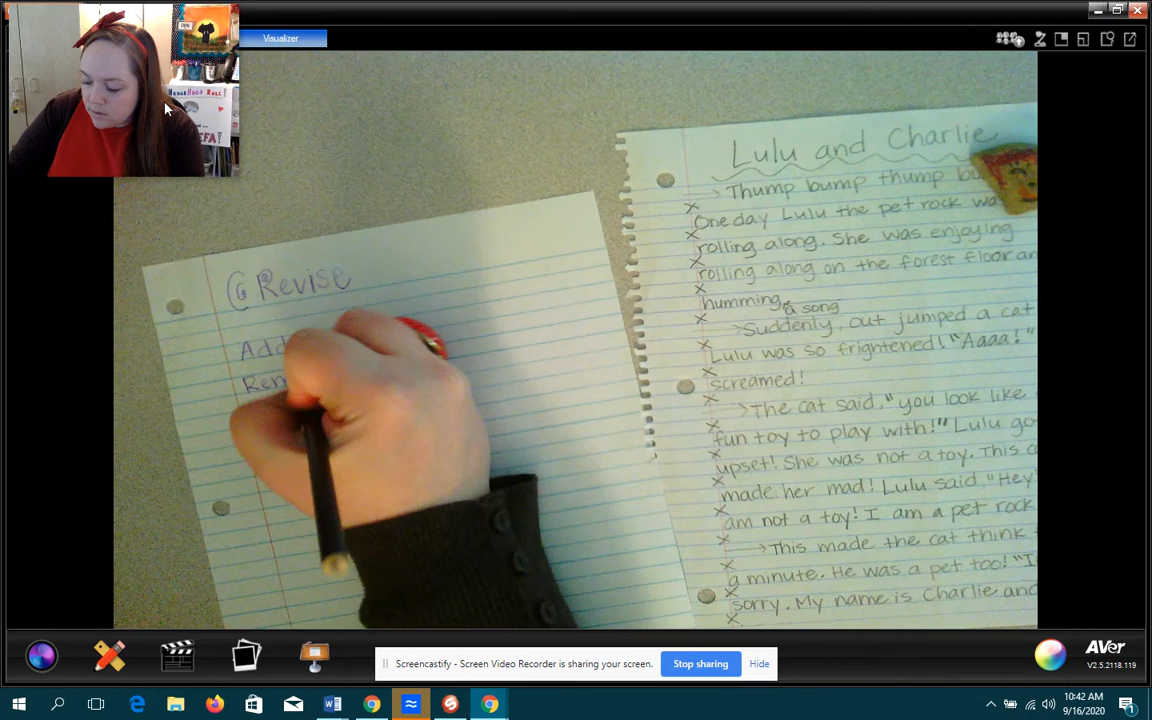 Visualizer
Revise
Add
Rem
Lulu and Charlie
Thump bump thump
One day Lulu the pet rock
rolling along. She was enjoying
rolling along on the forest floor
humming a song
Suddenly, out jumped a cat
Lulu was so frightened! "Aaaa!"
screamed!
The cat said, "you look like
fun toy to play with!" Lulu
upset! She was not a toy. This
made her mad! Lulu said "Hey
am not a toy! I am a pet rock
This made the cat think
a minute. He was a pet too! "I
sorry. My name is Charlie and
Screencastify - Screen Video Recorder is sharing your screen.
Stop sharing
Hide
AVer
V2.5.2118.119
10:42 AM
9/16/2020